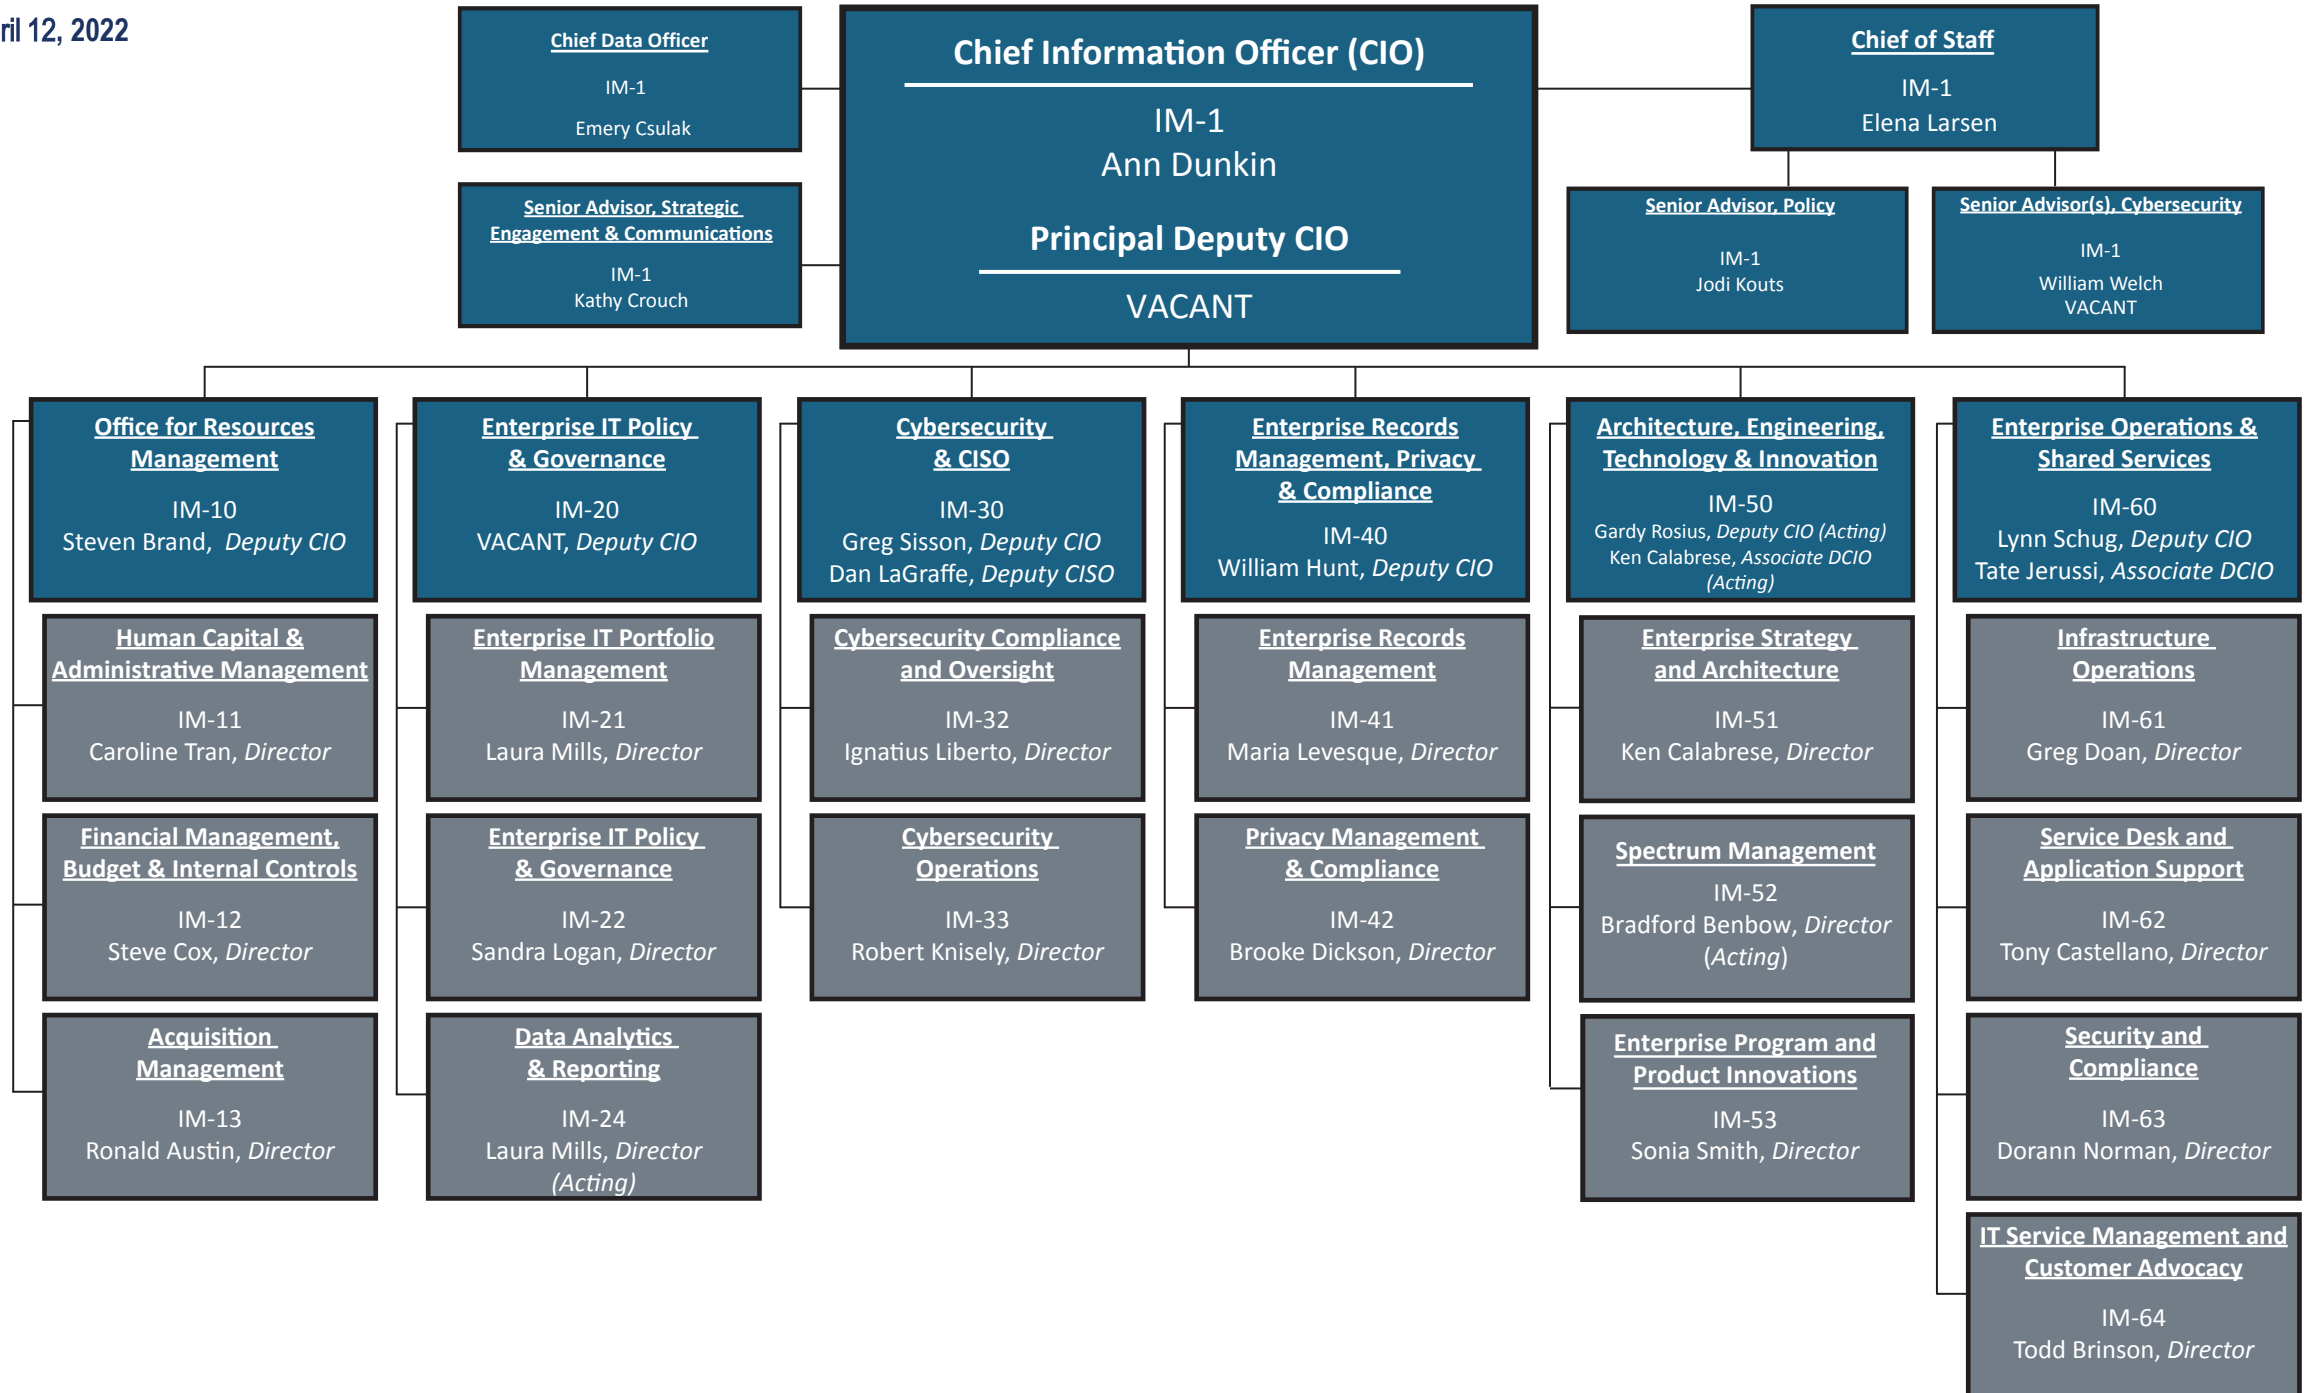 ril 12, 2022
Chief Data Officer
IM-1
Emery Csulak
Senior Advisor, Strategic
Engagement & Communications
IM-1
Kathy Crouch
Chief Information Officer (CIO)
IM-1
Ann Dunkin
Principal Deputy CIO
VACANT
Chief of Staff
IM-1
Elena Larsen
Senior Advisor, Policy
IM-1
Jodi Kouts
Senior Advisor(s), Cybersecurity
IM-1
William Welch
VACANT
Office for Resources
Management
IM-10
Steven Brand, Deputy CIO
Human Capital &
Administrative Management
IM-11
Caroline Tran, Director
Financial Management,
Budget & Internal Controls
IM-12
Steve Cox, Director
Acquisition
Management
IM-13
Ronald Austin, Director
Enterprise IT Policy
& Governance
IM-20
VACANT, Deputy CIO
Enterprise IT Portfolio
Management
IM-21
Laura Mills, Director
Enterprise IT Policy
& Governance
IM-22
Sandra Logan, Director
Data Analytics
& Reporting
IM-24
Laura Mills, Director
(Acting)
Cybersecurity
& CISO
IM-30
Greg Sisson, Deputy CIO
Dan LaGraffe, Deputy CISO
Cybersecurity Compliance
and Oversight
IM-32
Ignatius Liberto, Director
Cybersecurity
Operations
IM-33
Robert Knisely, Director
Enterprise Records
Management, Privacy
& Compliance
IM-40
William Hunt, Deputy CIO
Enterprise Records
Management
IM-41
Maria Levesque, Director
Privacy Management
& Compliance
IM-42
Brooke Dickson, Director
Architecture, Engineering,
Technology & Innovation
IM-50
Gardy Rosius, Deputy CIO (Acting)
Ken Calabrese, Associate DCIO
(Acting)
Enterprise Strategy
and Architecture
IM-51
Ken Calabrese, Director
Spectrum Management
IM-52
Bradford Benbow, Director
(Acting)
Enterprise Program and
Product Innovations
IM-53
Sonia Smith, Director
Enterprise Operations &
Shared Services
IM-60
Lynn Schug, Deputy CIO
Tate Jerussi, Associate DCIO
Infrastructure
Operations
IM-61
Greg Doan, Director
Service Desk and
Application Support
IM-62
Tony Castellano, Director
Security and
Compliance
IM-63
Dorann Norman, Director
IT Service Management and
Customer Advocacy
IM-64
Todd Brinson, Director